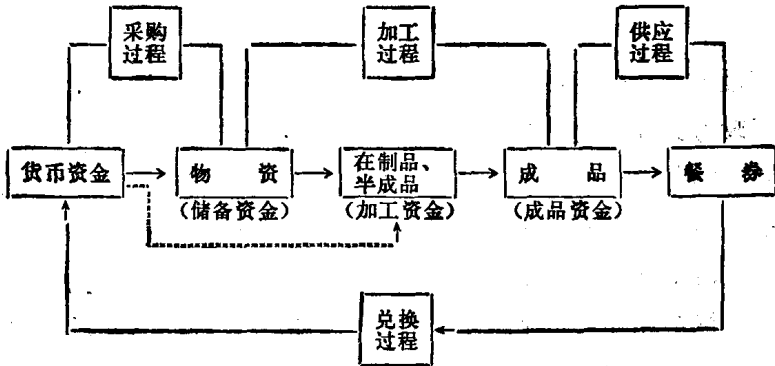 采购
过程
加工
过程
供应
过程
货币资金
物 资
在制品、
半成品
成 品
餐 券
(储备资金)
(加工资金)
(成品资金)
兑换
过程